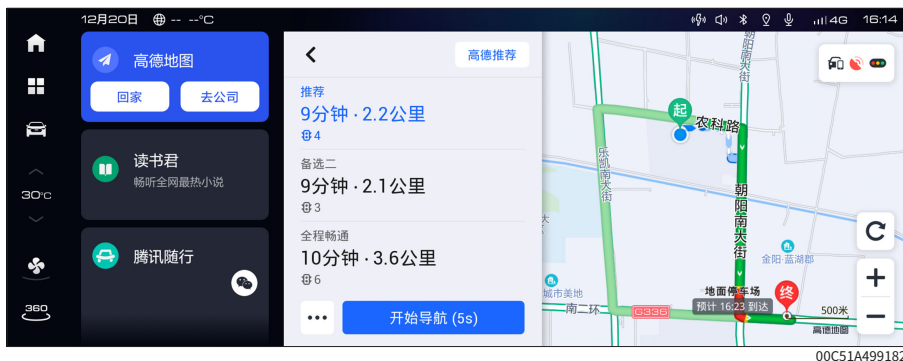 12月20日 -- --°C
4G 16:14
高德地图
回家 去公司
读书君
畅听全网最热小说
腾讯随行
30°C
360
高德推荐
推荐
9分钟·2.2公里
4
备选二
9分钟·2.1公里
3
全程畅通
10分钟·3.6公里
6
开始导航 (5s)
朝阳南大街
起
农科路
乐凯南大街
朝阳南大街
金阳·蓝湖郡
城市美地
南二环
G336
地面停车场
终
预计 16:23 到达
500米
高德地图
00C51A499182